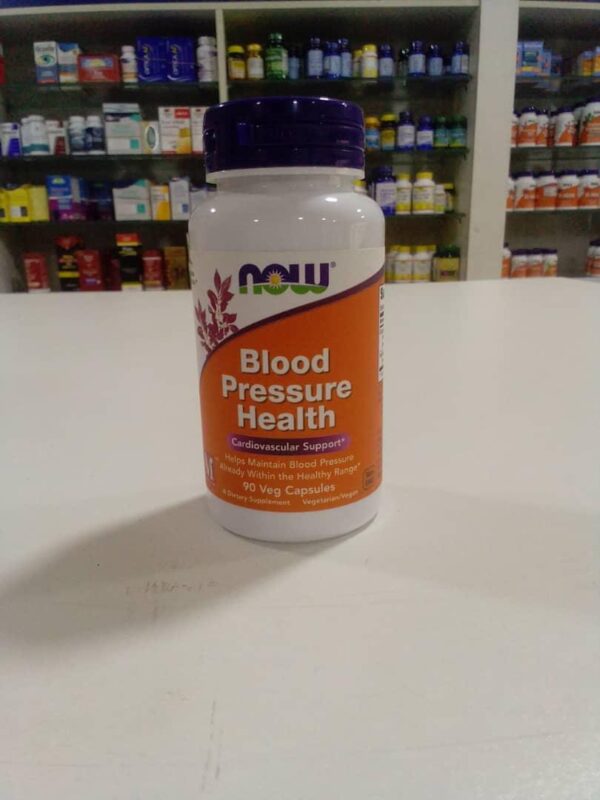 now®
Blood
Pressure
Health
Cardiovascular Support*
Helps Maintain Blood Pressure
Already Within the Healthy Range*
90 Veg Capsules
A Dietary Supplement Vegetarian/Vegan